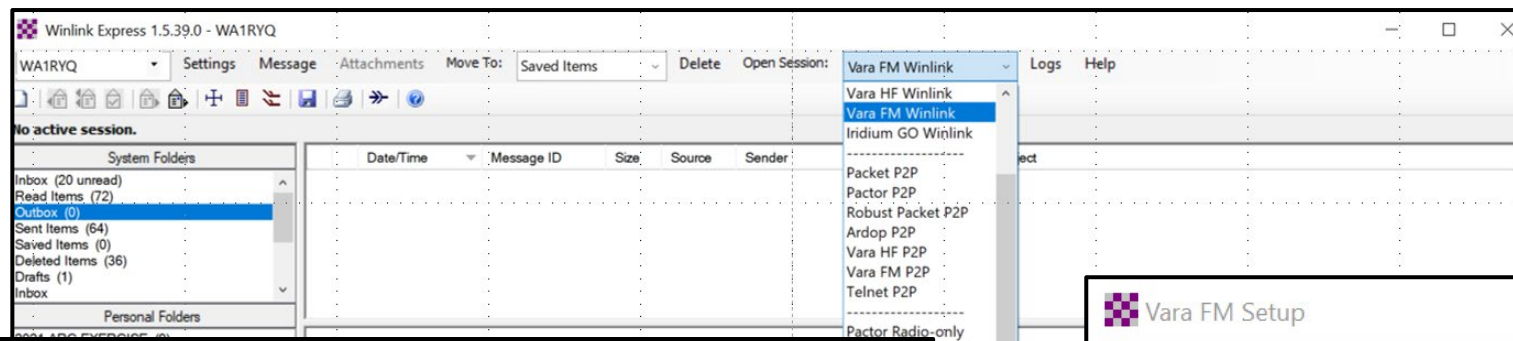 Winlink Express 1.5.39.0 - WA1RYQ
WA1RYQ Settings Message Attachments Move To: Saved Items Delete Open Session: Vara FM Winlink Logs Help
No active session.
System Folders
Inbox (20 unread)
Read Items (72)
Outbox (0)
Sent Items (64)
Saved Items (0)
Deleted Items (36)
Drafts (1)
Inbox
Personal Folders
Date/Time Message ID Size Source Sender
Vara HF Winlink
Vara FM Winlink
Iridium GO Winlink
-------------------
Packet P2P
Pactor P2P
Robust Packet P2P
Ardop P2P
Vara HF P2P
Vara FM P2P
Telnet P2P
-------------------
Pactor Radio-only
Vara FM Setup